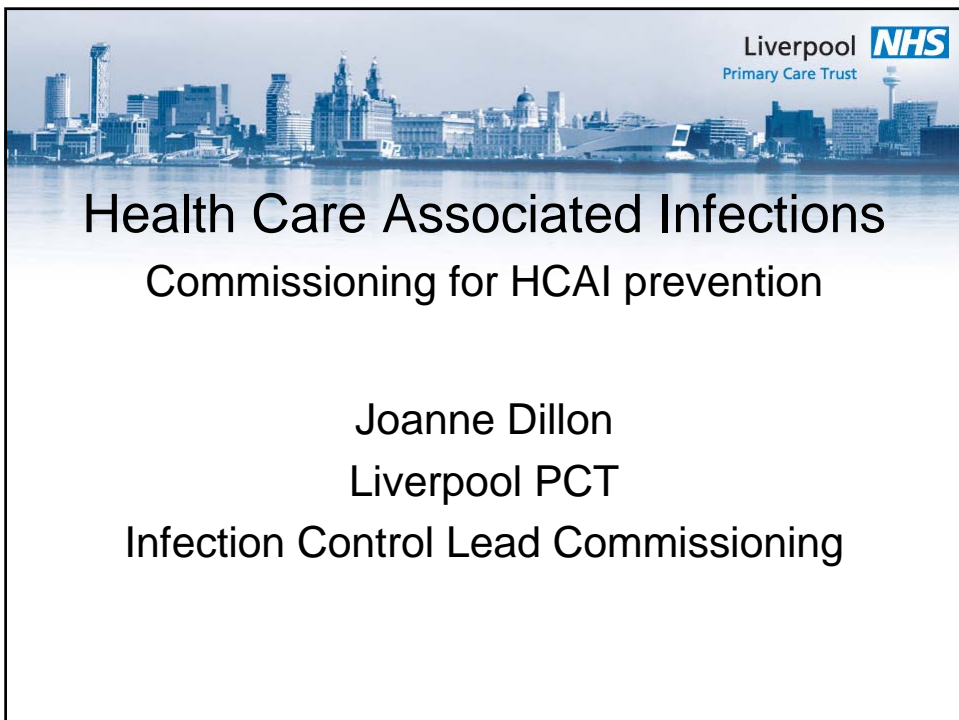 Liverpool NHS
Primary Care Trust
Health Care Associated Infections
Commissioning for HCAI prevention
Joanne Dillon
Liverpool PCT
Infection Control Lead Commissioning